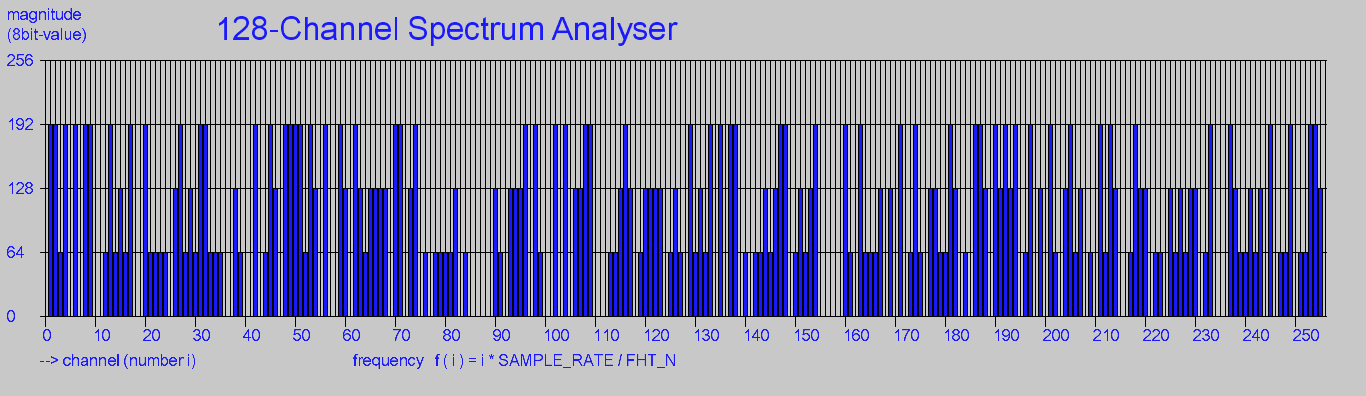 magnitude
(8bit-value)
128-Channel Spectrum Analyser
256
192
128
64
0
0 10 20 30 40 50 60 70 80 90 100 110 120 130 140 150 160 170 180 190 200 210 220 230 240 250
--> channel (number i)
frequency f ( i ) = i * SAMPLE_RATE / FHT_N